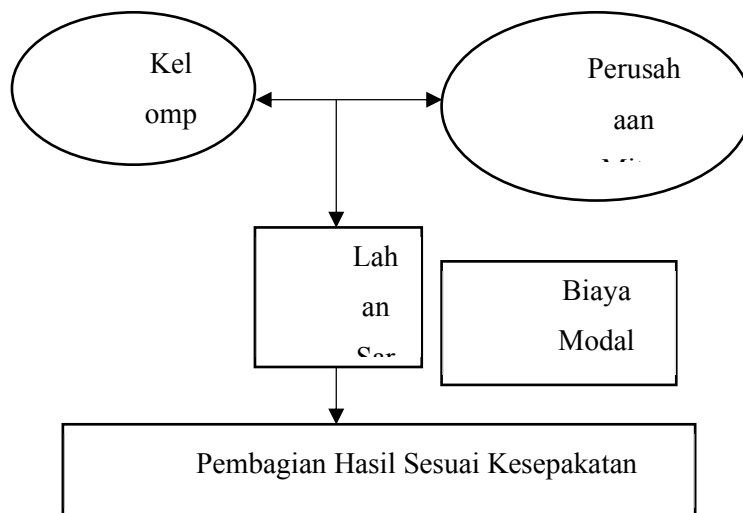 Kel
omp
Perusah
aan
Lah
an
Biaya
Modal
Pembagian Hasil Sesuai Kesepakatan